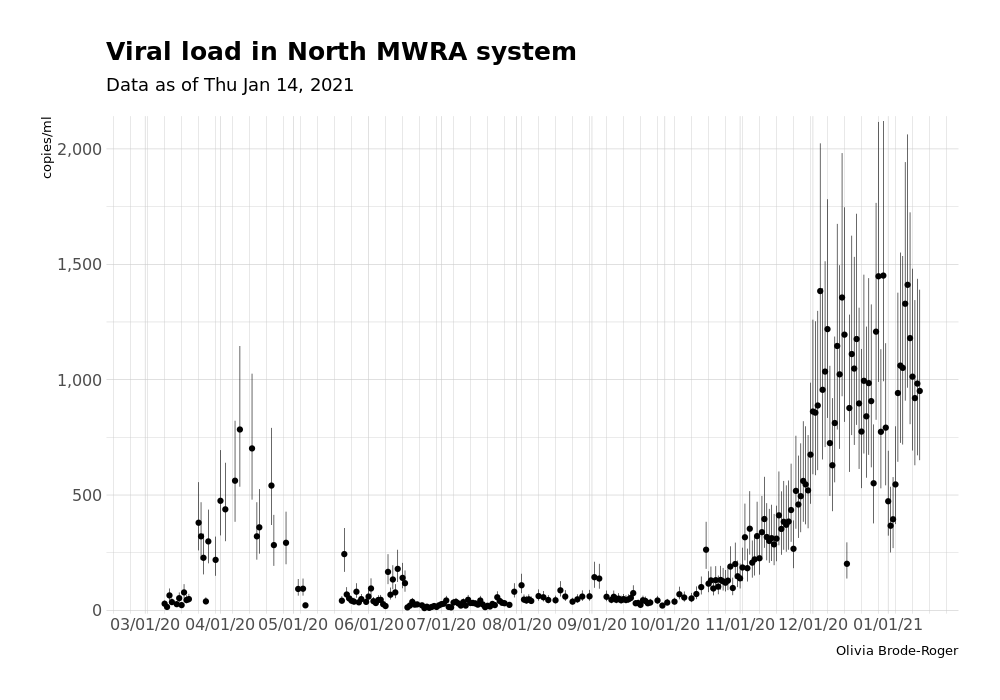 Viral load in North MWRA system
Data as of Thu Jan 14, 2021
copies/ml
2,000
1,500
1,000
500
0
03/01/20 04/01/20 05/01/20 06/01/20 07/01/20 08/01/20 09/01/20 10/01/20 11/01/20 12/01/20 01/01/21
Olivia Brode-Roger